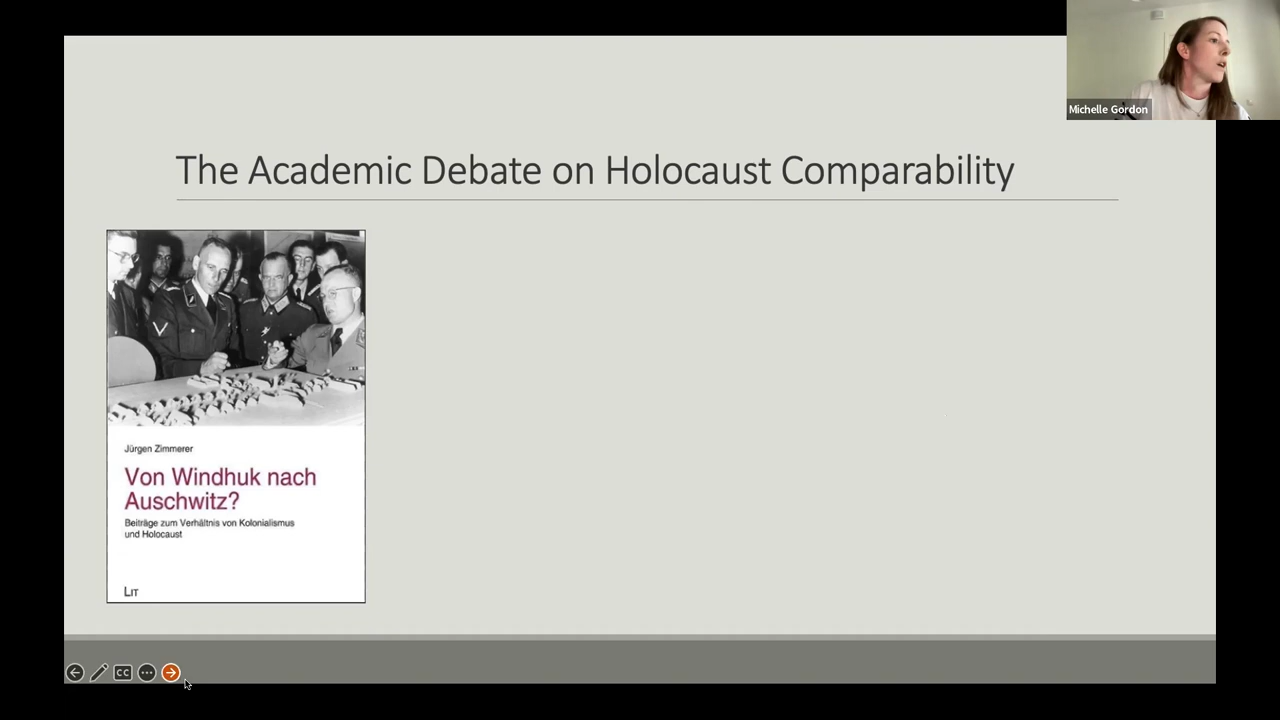 Michelle Gordon
The Academic Debate on Holocaust Comparability
Jürgen Zimmerer
Von Windhuk nach
Auschwitz?
Beiträge zum Verhältnis von Kolonialismus
und Holocaust
LIT
CC